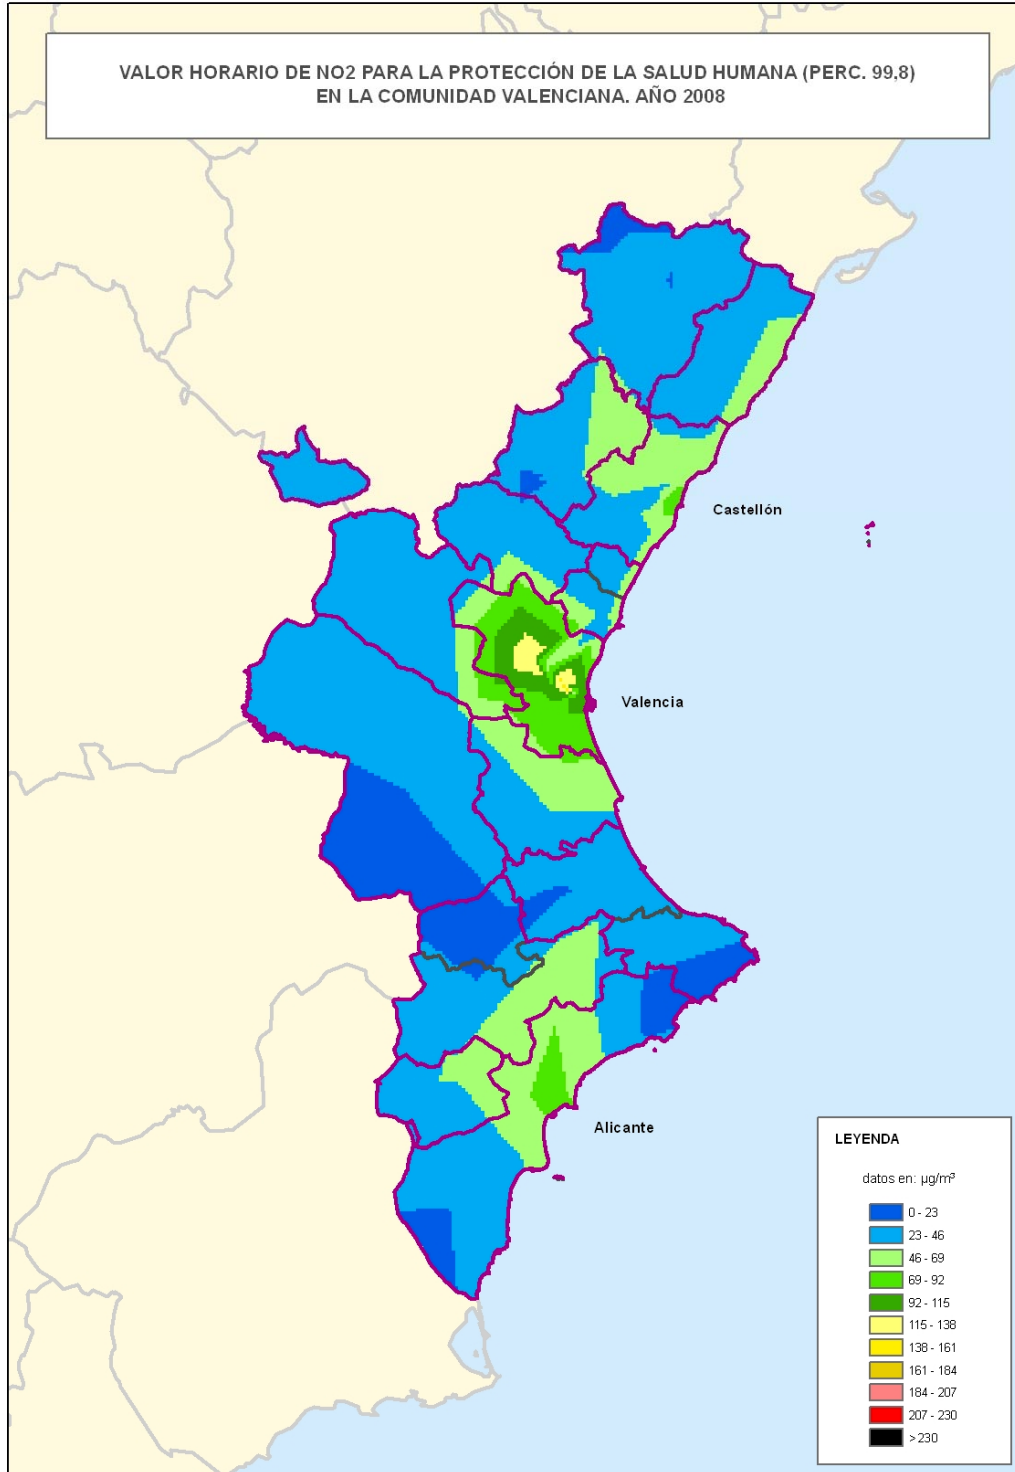 VALOR HORARIO DE NO2 PARA LA PROTECCIÓN DE LA SALUD HUMANA (PERC. 99,8)
EN LA COMUNIDAD VALENCIANA. AÑO 2008
Castellón
Valencia
Alicante
LEYENDA
datos en: µg/m³
0 - 23
23 - 46
46 - 69
69 - 92
92 - 115
115 - 138
138 - 161
161 - 184
184 - 207
207 - 230
> 230